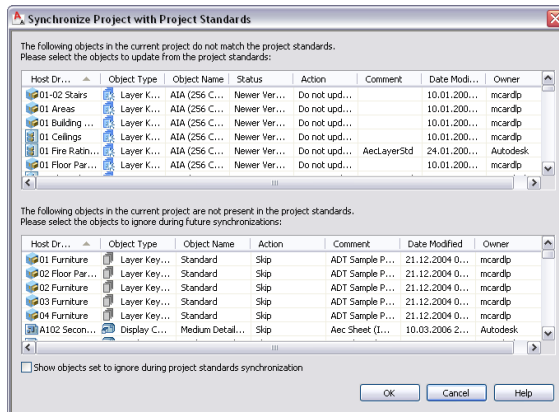 Synchronize Project with Project Standards
The following objects in the current project do not match the project standards.
Please select the objects to update from the project standards:
Host Dr... Object Type Object Name Status Action Comment Date Modi... Owner
01-02 Stairs Layer K... AIA (256 C... Newer Ver... Do not upd... 10.01.200... mcardlp
01 Areas Layer K... AIA (256 C... Newer Ver... Do not upd... 10.01.200... mcardlp
01 Building ... Layer K... AIA (256 C... Newer Ver... Do not upd... 10.01.200... mcardlp
01 Ceilings Layer K... AIA (256 C... Newer Ver... Do not upd... 10.01.200... mcardlp
01 Fire Ratin... Layer K... AIA (256 C... Newer Ver... Do not upd... AecLayerStd 24.01.200... Autodesk
01 Floor Par... Layer K... AIA (256 C... Newer Ver... Do not upd... 10.01.200... mcardlp
The following objects in the current project are not present in the project standards.
Please select the objects to ignore during future synchronizations:
Host Dr... Object Type Object Name Action Comment Date Modified Owner
01 Furniture Layer Key... Standard Skip ADT Sample P... 21.12.2004 0... mcardlp
02 Floor Par... Layer Key... Standard Skip ADT Sample P... 21.12.2004 0... mcardlp
02 Furniture Layer Key... Standard Skip ADT Sample P... 21.12.2004 0... mcardlp
03 Furniture Layer Key... Standard Skip ADT Sample P... 21.12.2004 0... mcardlp
04 Furniture Layer Key... Standard Skip ADT Sample P... 21.12.2004 0... mcardlp
A102 Secon... Display C... Medium Detail... Skip Aec Sheet (I... 10.03.2006 2... Autodesk
Show objects set to ignore during project standards synchronization
OK Cancel Help